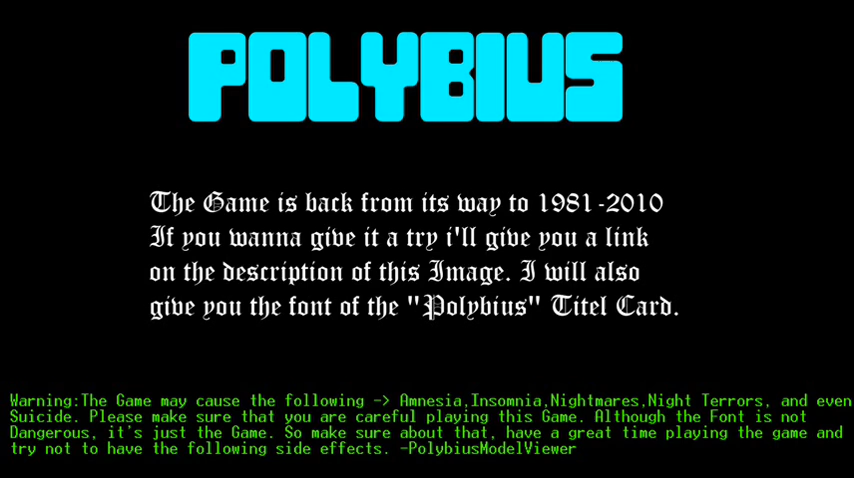 POLYBIUS
The Game is back from its way to 1981-2010
If you wanna give it a try i'll give you a link
on the description of this Image. I will also
give you the font of the "Polybius" Titel Card.
Warning:The Game may cause the following -> Amnesia,Insomnia,Nightmares,Night Terrors, and even
Suicide. Please make sure that you are careful playing this Game. Although the Font is not
Dangerous, it's just the Game. So make sure about that, have a great time playing the game and
try not to have the following side effects. -PolybiusModelViewer